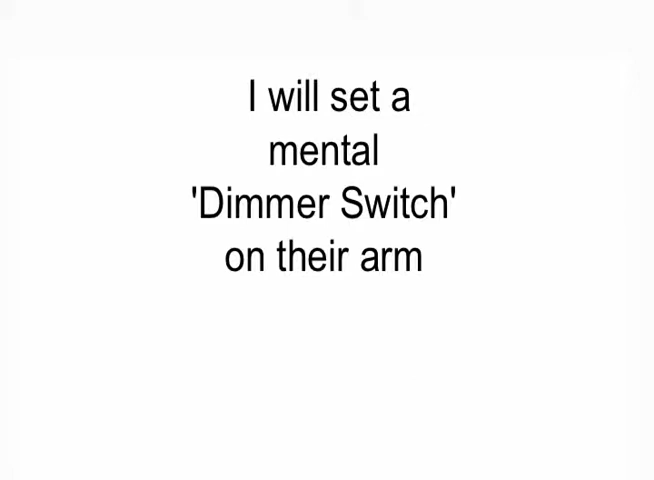 I will set a
mental
'Dimmer Switch'
on their arm